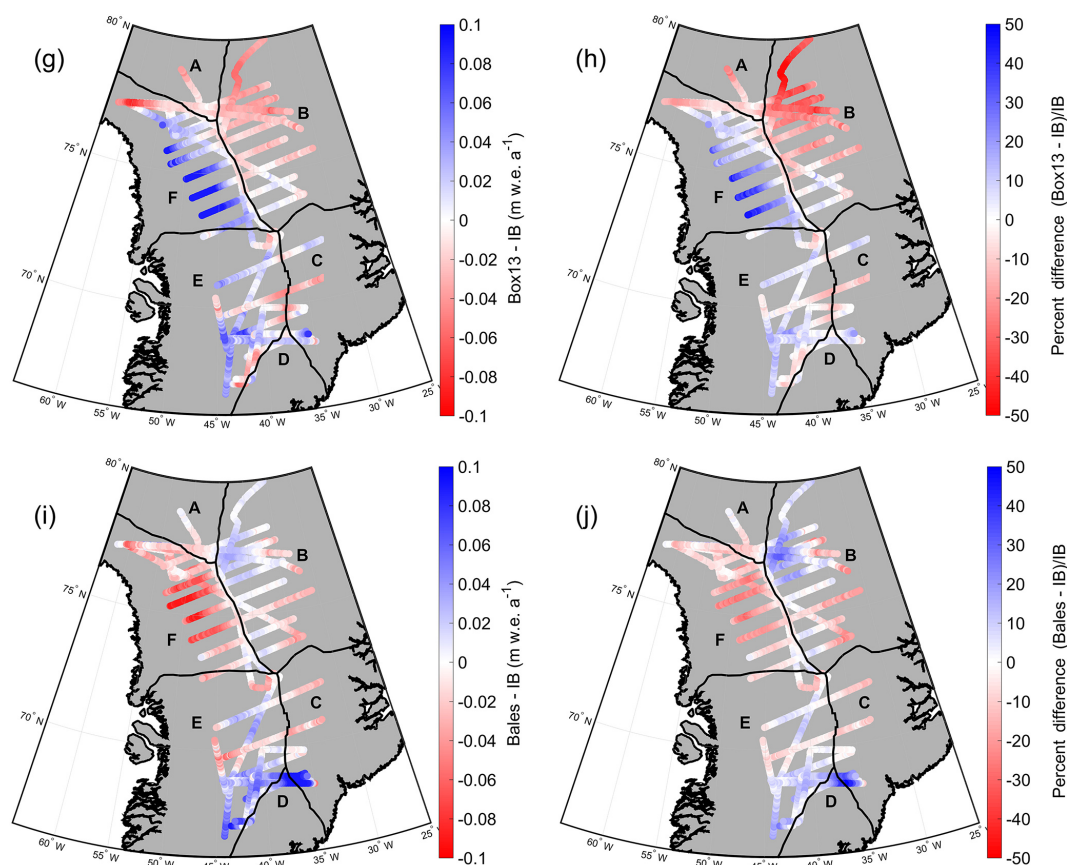 (g)
80° N
75° N
70° N
60° W
55° W
50° W
45° W
40° W
35° W
30° W
25°
A
B
C
D
E
F
0.1
0.08
0.06
0.04
0.02
0
-0.02
-0.04
-0.06
-0.08
-0.1
Box13 - IB (m w.e. a⁻¹)
(h)
80° N
75° N
70° N
60° W
55° W
50° W
45° W
40° W
35° W
30° W
25°
A
B
C
D
E
F
50
40
30
20
10
0
-10
-20
-30
-40
-50
Percent difference (Box13 - IB)/IB
(i)
80° N
75° N
70° N
60° W
55° W
50° W
45° W
40° W
35° W
30° W
25°
A
B
C
D
E
F
0.1
0.08
0.06
0.04
0.02
0
-0.02
-0.04
-0.06
-0.08
-0.1
Bales - IB (m w.e. a⁻¹)
(j)
80° N
75° N
70° N
60° W
55° W
50° W
45° W
40° W
35° W
30° W
25°
A
B
C
D
E
F
50
40
30
20
10
0
-10
-20
-30
-40
-50
Percent difference (Bales - IB)/IB